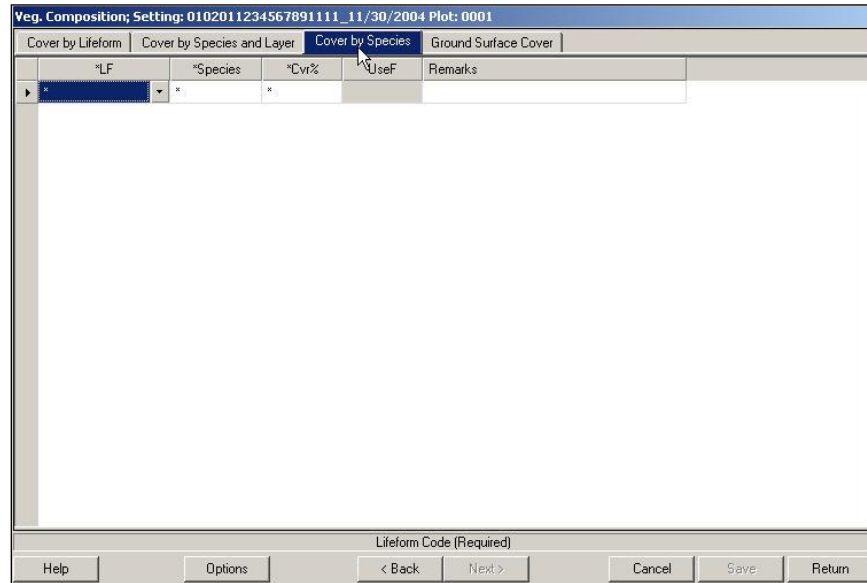 Veg. Composition; Setting: 0102011234567891111_11/30/2004 Plot: 0001
Cover by Lifeform Cover by Species and Layer Cover by Species Ground Surface Cover
*LF *Species *Cvr% *UseF Remarks
* * *
Lifeform Code (Required)
Help Options < Back Next > Cancel Save Return